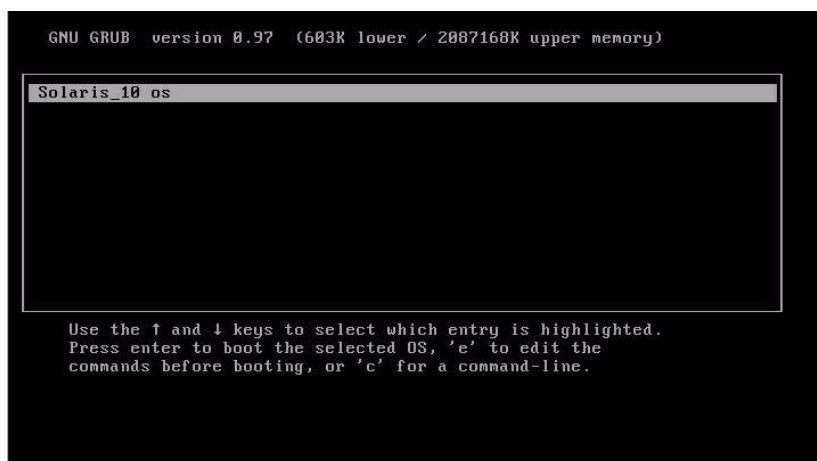 GNU GRUB version 0.97 (603K lower / 2087168K upper memory)
Solaris_10 os
Use the ↑ and ↓ keys to select which entry is highlighted.
Press enter to boot the selected OS, 'e' to edit the
commands before booting, or 'c' for a command-line.